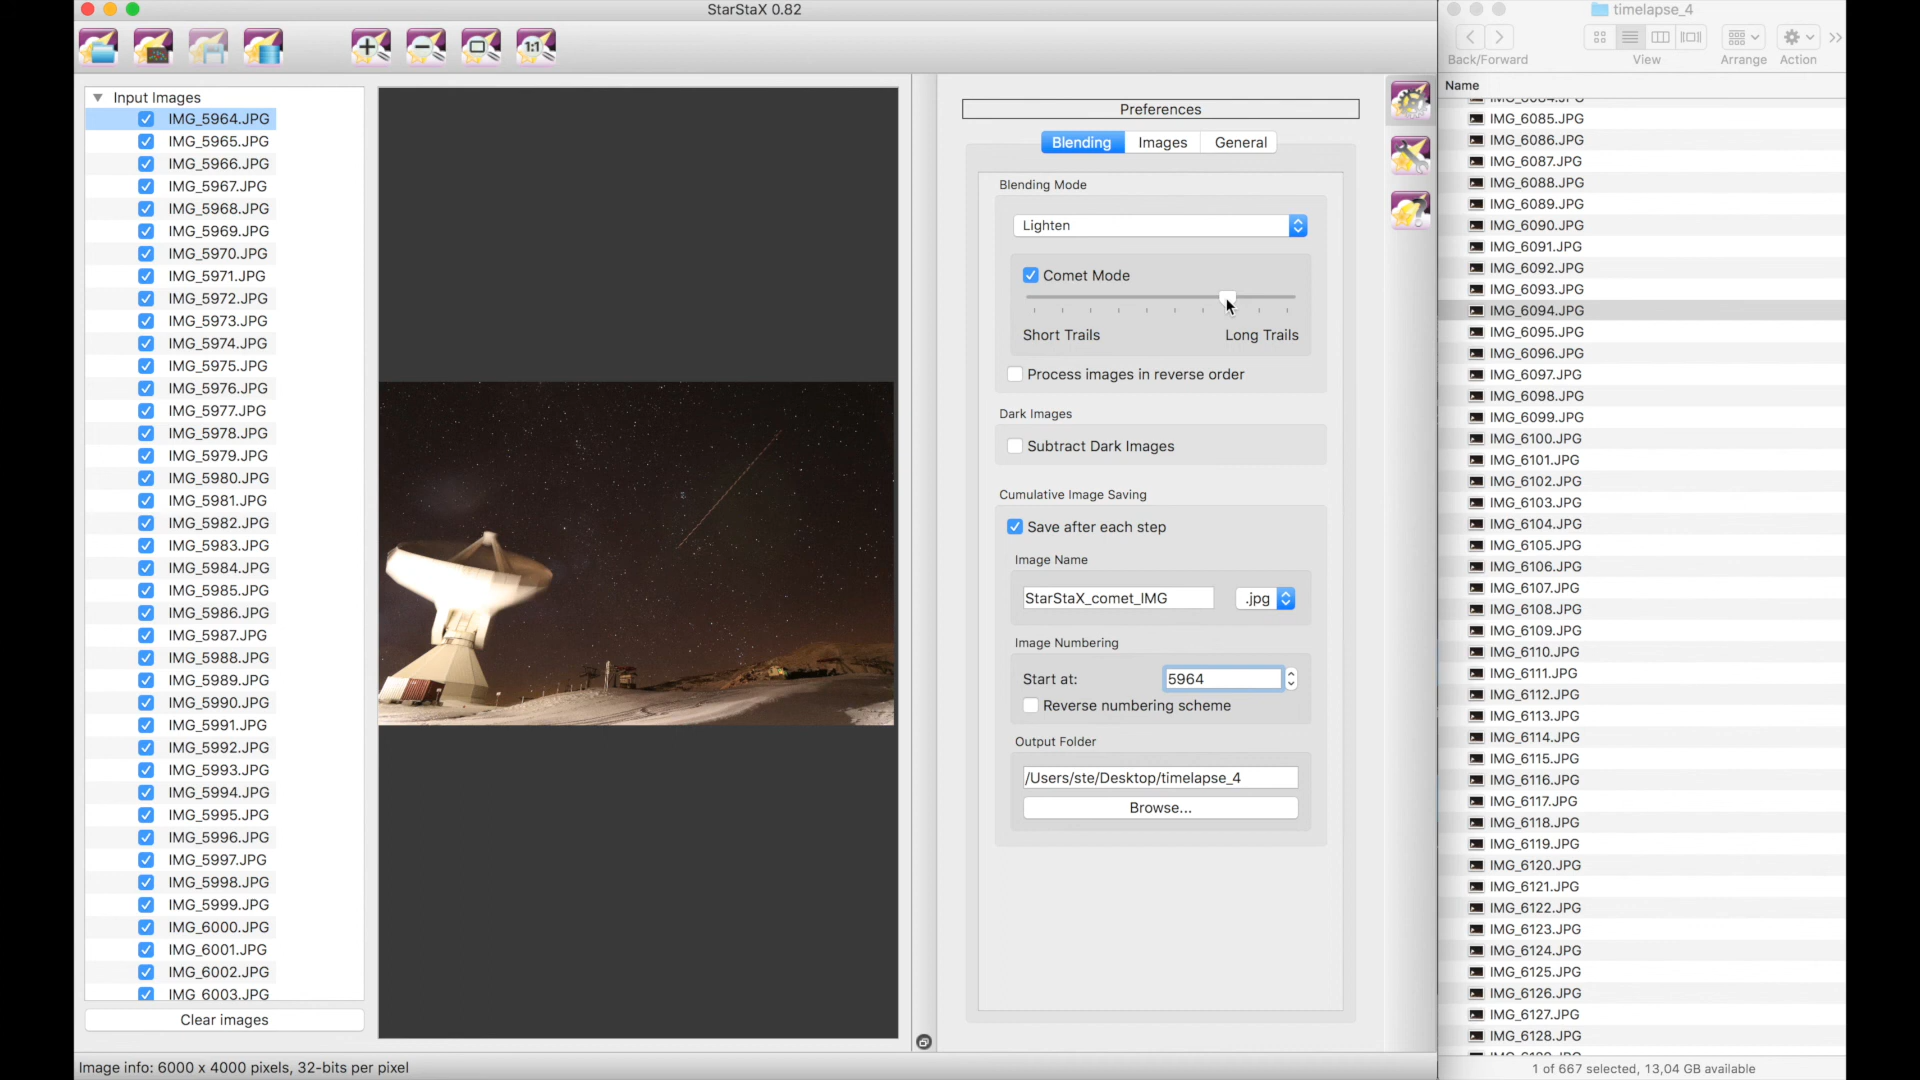 StarStaX 0.82
timelapse_4
1:1
Back/Forward
View
Arrange
Action
Input Images
IMG_5964.JPG
IMG_5965.JPG
IMG_5966.JPG
IMG_5967.JPG
IMG_5968.JPG
IMG_5969.JPG
IMG_5970.JPG
IMG_5971.JPG
IMG_5972.JPG
IMG_5973.JPG
IMG_5974.JPG
IMG_5975.JPG
IMG_5976.JPG
IMG_5977.JPG
IMG_5978.JPG
IMG_5979.JPG
IMG_5980.JPG
IMG_5981.JPG
IMG_5982.JPG
IMG_5983.JPG
IMG_5984.JPG
IMG_5985.JPG
IMG_5986.JPG
IMG_5987.JPG
IMG_5988.JPG
IMG_5989.JPG
IMG_5990.JPG
IMG_5991.JPG
IMG_5992.JPG
IMG_5993.JPG
IMG_5994.JPG
IMG_5995.JPG
IMG_5996.JPG
IMG_5997.JPG
IMG_5998.JPG
IMG_5999.JPG
IMG_6000.JPG
IMG_6001.JPG
IMG_6002.JPG
IMG_6003.JPG
Clear images
Image info: 6000 x 4000 pixels, 32-bits per pixel
Preferences
Blending Images General
Blending Mode
Lighten
Comet Mode
Short Trails Long Trails
Process images in reverse order
Dark Images
Subtract Dark Images
Cumulative Image Saving
Save after each step
Image Name
StarStaX_comet_IMG .jpg
Image Numbering
Start at: 5964
Reverse numbering scheme
Output Folder
/Users/ste/Desktop/timelapse_4
Browse...
Name
IMG_6085.JPG
IMG_6086.JPG
IMG_6087.JPG
IMG_6088.JPG
IMG_6089.JPG
IMG_6090.JPG
IMG_6091.JPG
IMG_6092.JPG
IMG_6093.JPG
IMG_6094.JPG
IMG_6095.JPG
IMG_6096.JPG
IMG_6097.JPG
IMG_6098.JPG
IMG_6099.JPG
IMG_6100.JPG
IMG_6101.JPG
IMG_6102.JPG
IMG_6103.JPG
IMG_6104.JPG
IMG_6105.JPG
IMG_6106.JPG
IMG_6107.JPG
IMG_6108.JPG
IMG_6109.JPG
IMG_6110.JPG
IMG_6111.JPG
IMG_6112.JPG
IMG_6113.JPG
IMG_6114.JPG
IMG_6115.JPG
IMG_6116.JPG
IMG_6117.JPG
IMG_6118.JPG
IMG_6119.JPG
IMG_6120.JPG
IMG_6121.JPG
IMG_6122.JPG
IMG_6123.JPG
IMG_6124.JPG
IMG_6125.JPG
IMG_6126.JPG
IMG_6127.JPG
IMG_6128.JPG
1 of 667 selected, 13,04 GB available